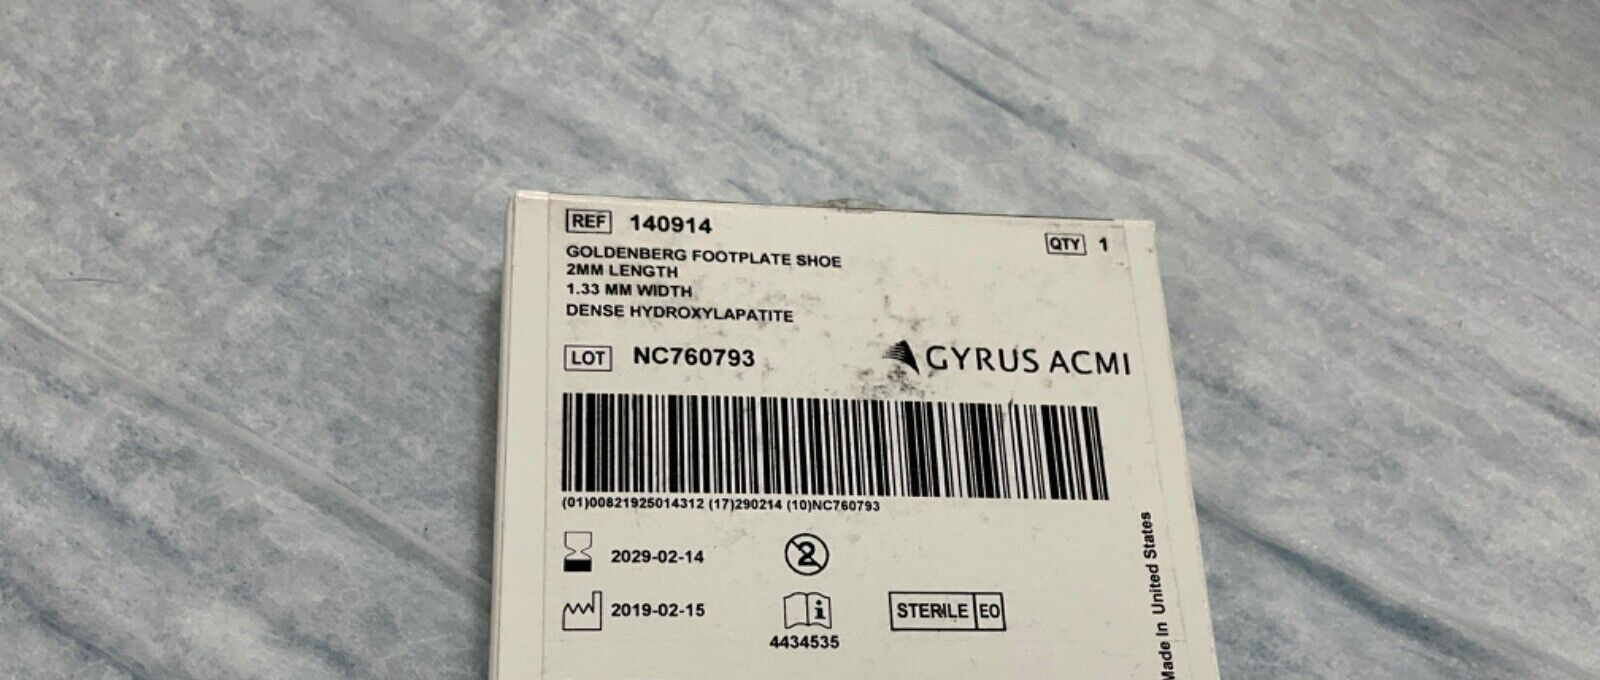 REF 140914
QTY 1
GOLDENBERG FOOTPLATE SHOE
2MM LENGTH
1.33 MM WIDTH
DENSE HYDROXYLAPATITE
LOT NC760793
GYRUS ACMI
(01)00821925014312 (17)290214 (10)NC760793
2029-02-14
2
2019-02-15
i
4434535
STERILE EO
Made In United States